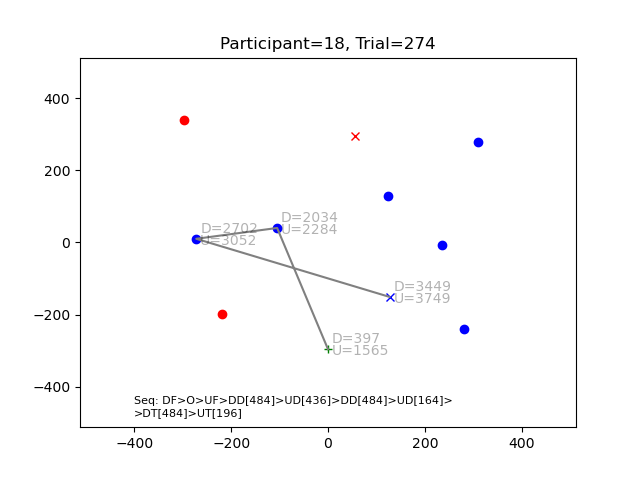 Participant=18, Trial=274
400
200
0
−200
−400
D=2702
U=3052
D=2034
U=2284
D=3449
U=3749
D=397
U=1565
Seq: DF>O>UF>DD[484]>UD[436]>DD[484]>UD[164]>
>DT[484]>UT[196]
−400
−200
0
200
400